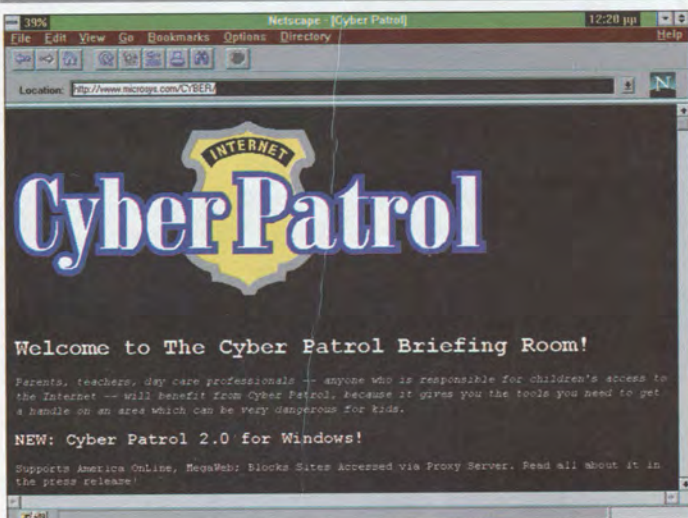 39%
Netscape - [Cyber Patrol]
12:20 μμ
File Edit View Go Bookmarks Options Directory
Help
Location: http://www.microsys.com/CYBER/
N
INTERNET
Cyber Patrol
Welcome to The Cyber Patrol Briefing Room!
Parents, teachers, day care professionals -- anyone who is responsible for children's access to
the Internet -- will benefit from Cyber Patrol, because it gives you the tools you need to get
a handle on an area which can be very dangerous for kids.
NEW: Cyber Patrol 2.0 for Windows!
Supports America OnLine, MegaWeb; Blocks Sites Accessed via Proxy Server. Read all about it in
the press release!